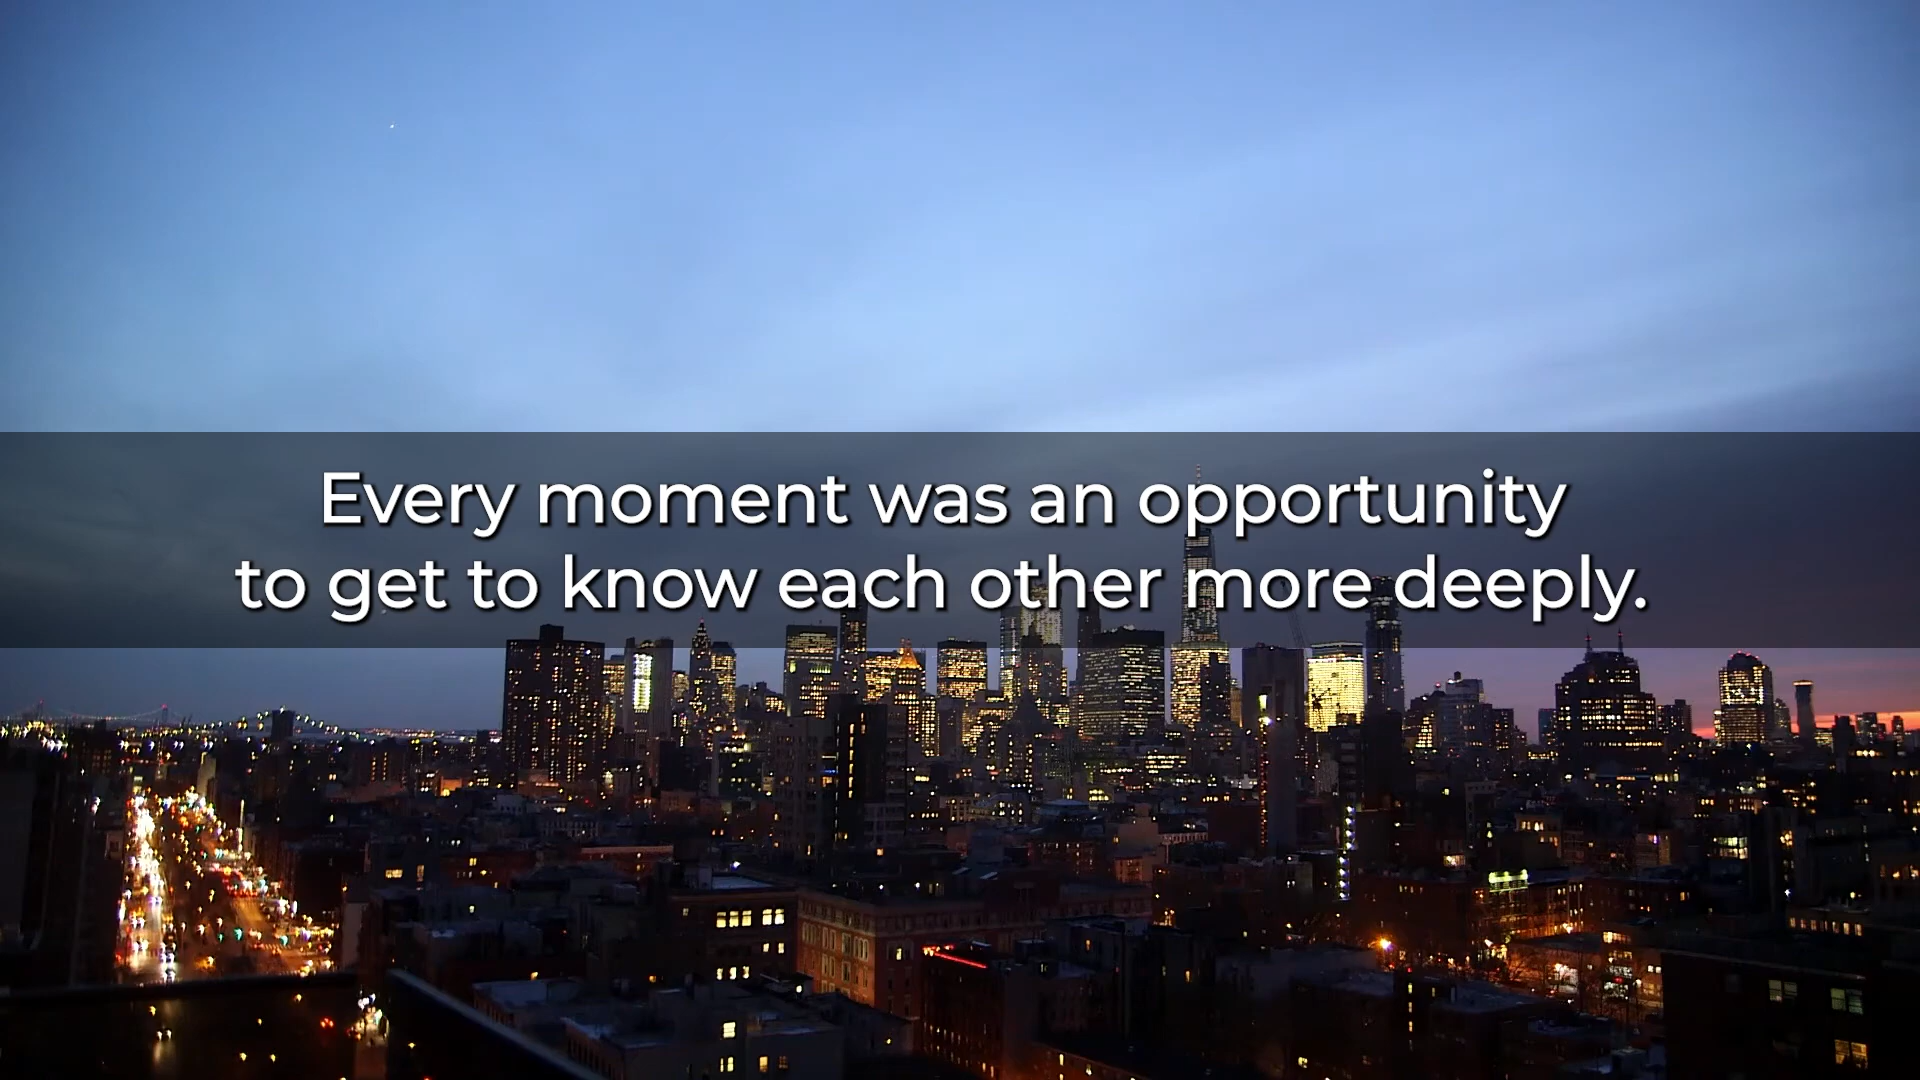 Every moment was an opportunity
to get to know each other more deeply.